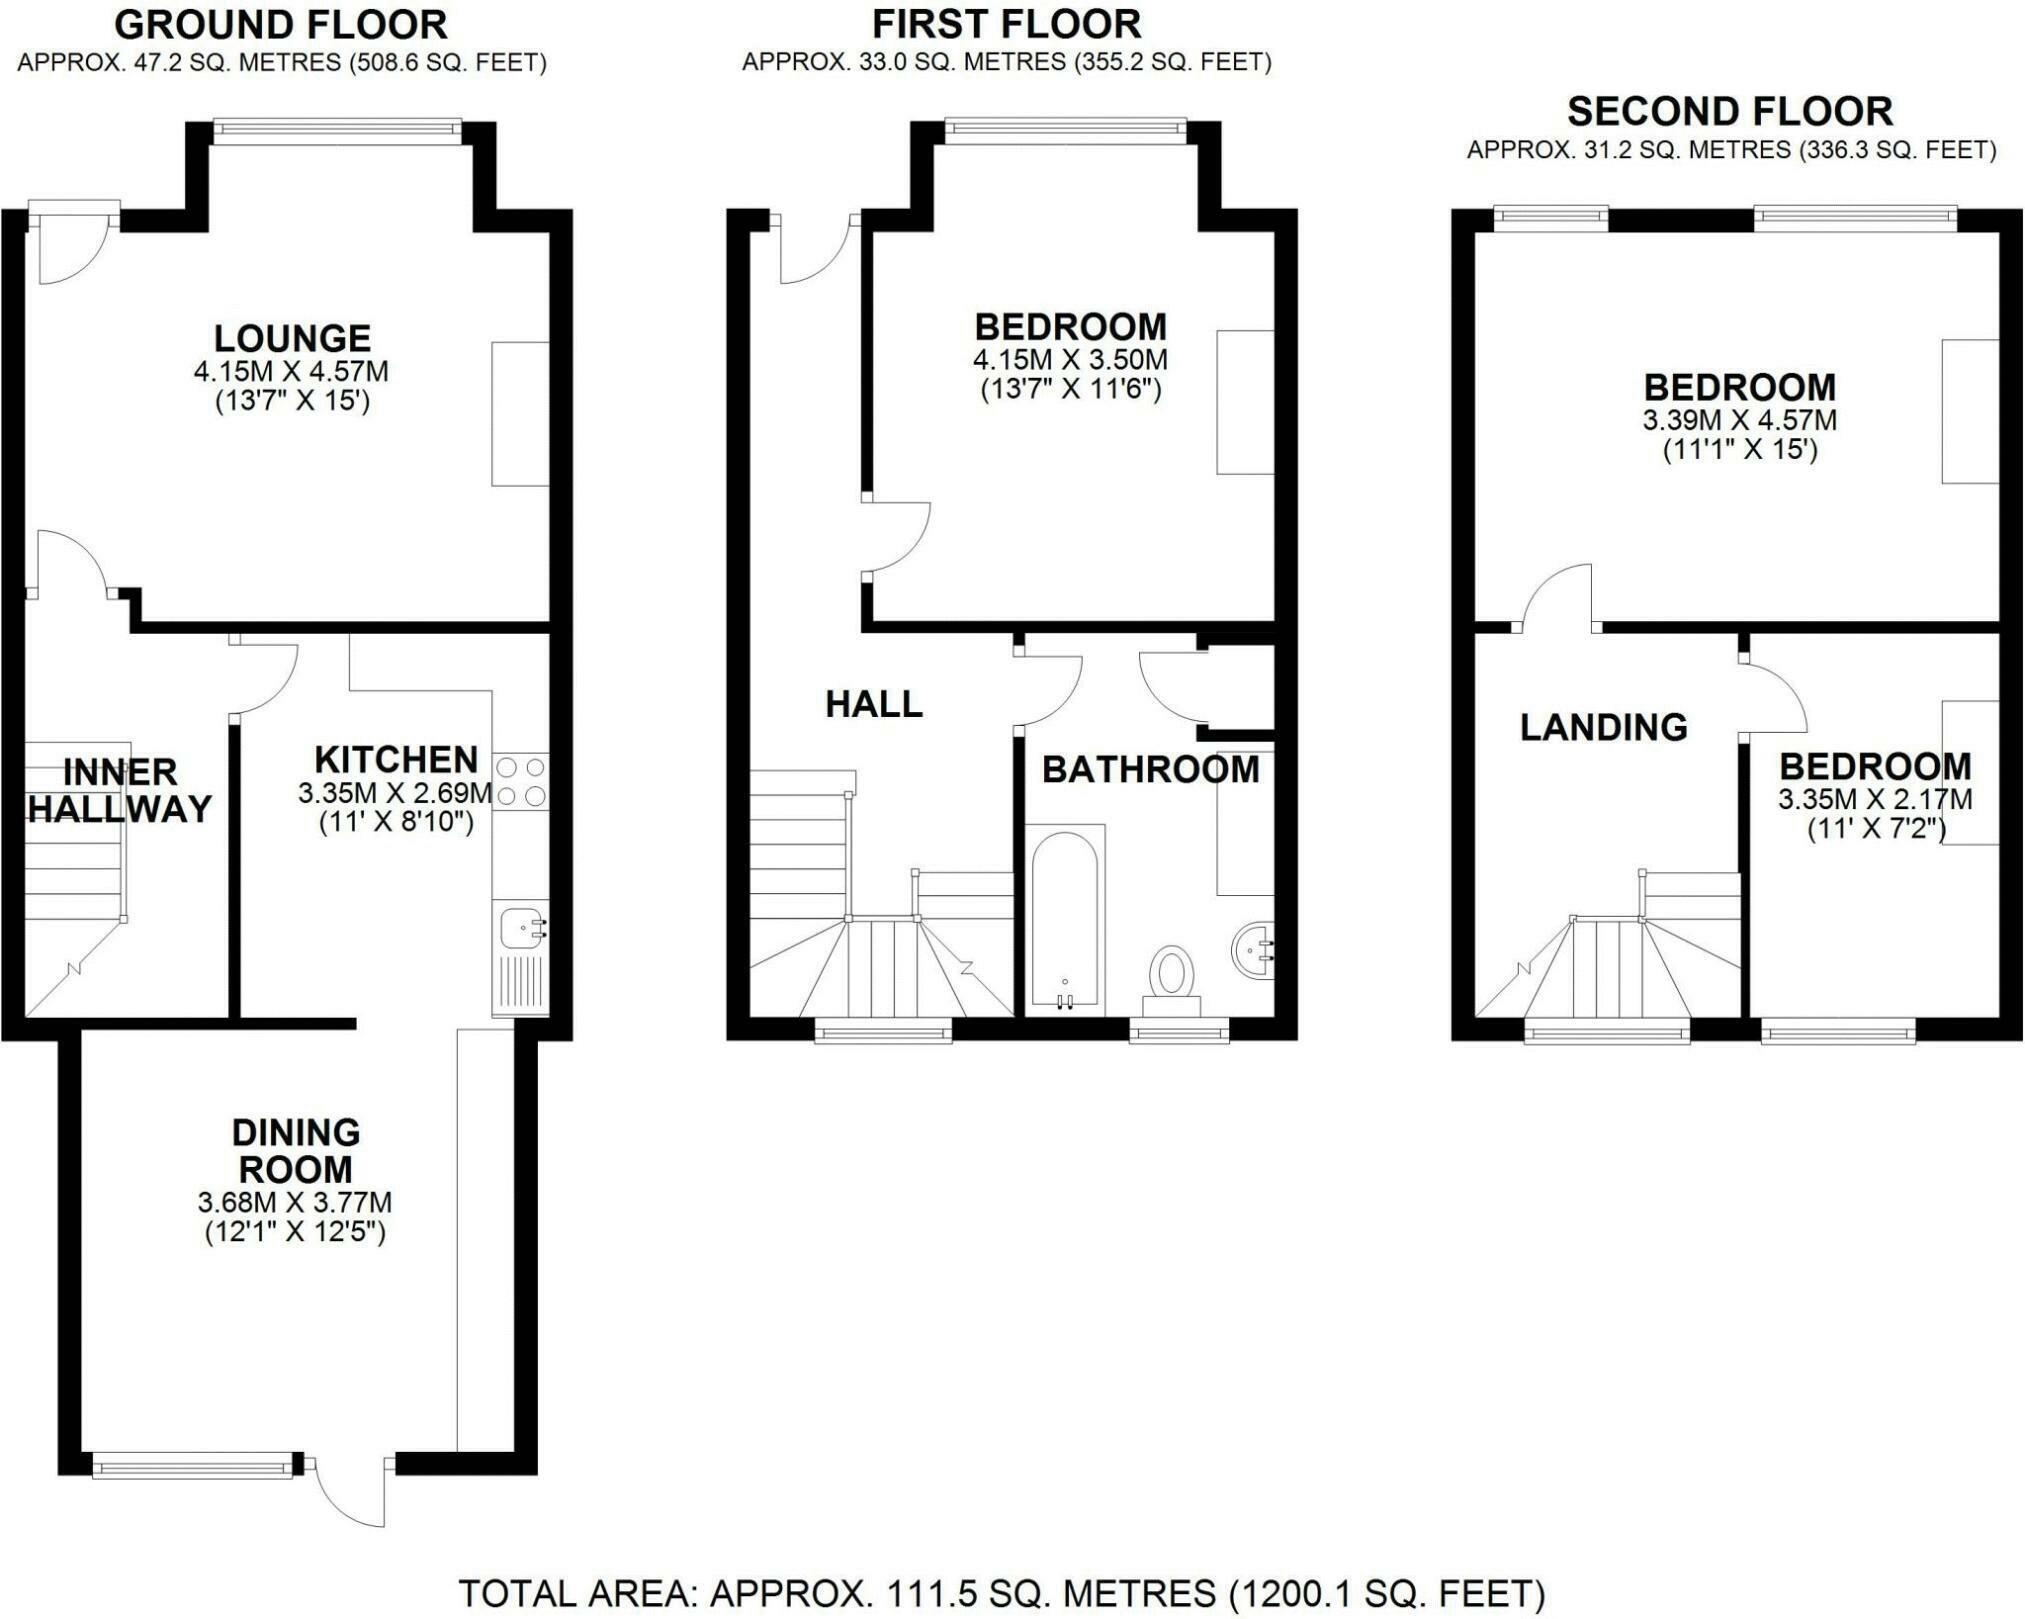 GROUND FLOOR
APPROX. 47.2 SQ. METRES (508.6 SQ. FEET)
LOUNGE
4.15M X 4.57M
(13'7" X 15')
INNER
HALLWAY
KITCHEN
3.35M X 2.69M
(11' X 8'10")
DINING
ROOM
3.68M X 3.77M
(12'1" X 12'5")
FIRST FLOOR
APPROX. 33.0 SQ. METRES (355.2 SQ. FEET)
BEDROOM
4.15M X 3.50M
(13'7" X 11'6")
HALL
BATHROOM
SECOND FLOOR
APPROX. 31.2 SQ. METRES (336.3 SQ. FEET)
BEDROOM
3.39M X 4.57M
(11'1" X 15')
LANDING
BEDROOM
3.35M X 2.17M
(11' X 7'2")
TOTAL AREA: APPROX. 111.5 SQ. METRES (1200.1 SQ. FEET)